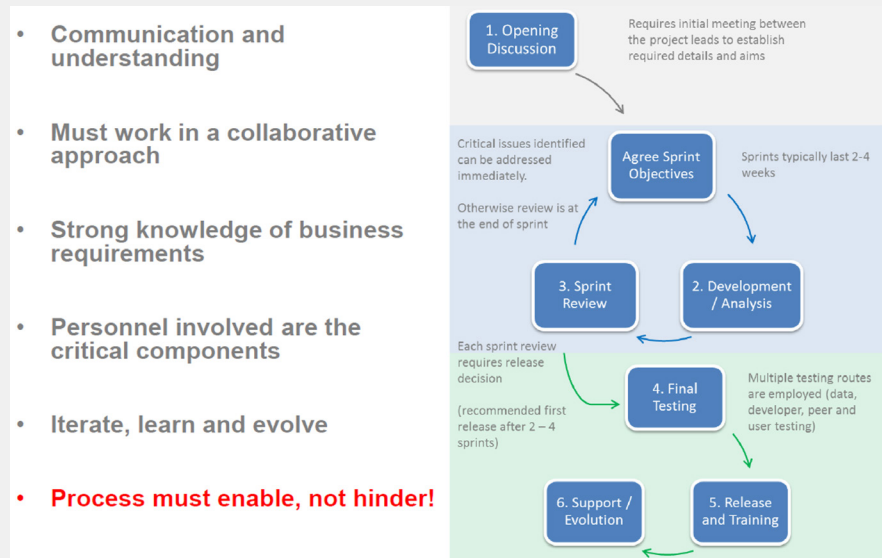 • Communication and
understanding
• Must work in a collaborative
approach
• Strong knowledge of business
requirements
• Personnel involved are the
critical components
• Iterate, learn and evolve
• Process must enable, not hinder!
1. Opening
Discussion
Requires initial meeting between
the project leads to establish
required details and aims
Critical issues identified
can be addressed
immediately.
Otherwise review is at
the end of sprint
Agree Sprint
Objectives
Sprints typically last 2-4
weeks
3. Sprint
Review
2. Development
/ Analysis
Each sprint review
requires release
decision
(recommended first
release after 2 – 4
sprints)
4. Final
Testing
Multiple testing routes
are employed (data,
developer, peer and
user testing)
6. Support /
Evolution
5. Release
and Training